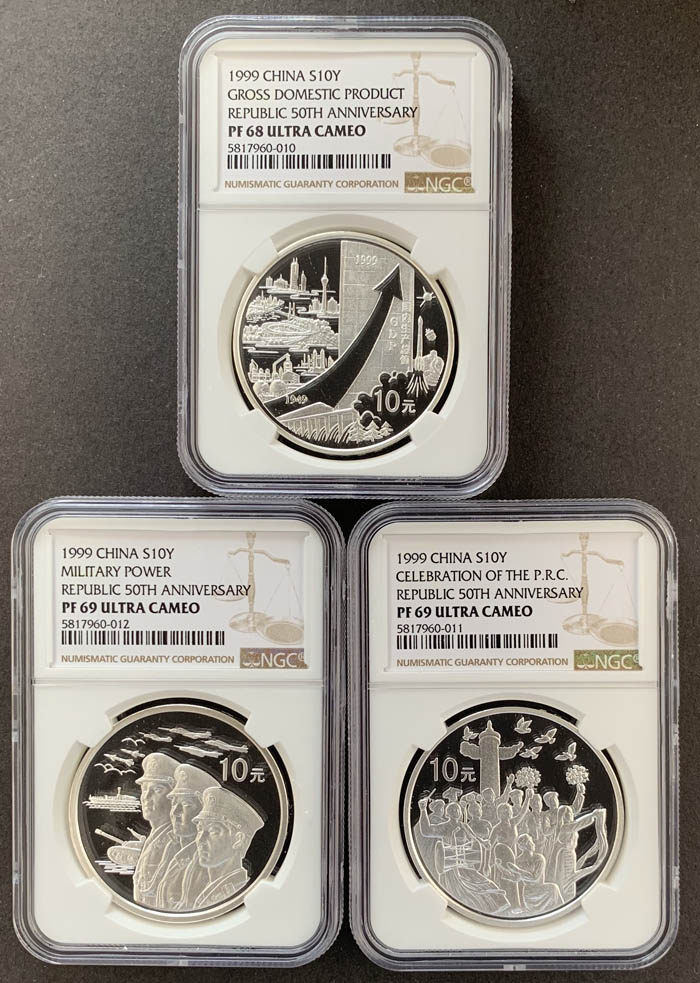 1999 CHINA S10Y
GROSS DOMESTIC PRODUCT
REPUBLIC 50TH ANNIVERSARY
PF 68 ULTRA CAMEO
5817960-010
NUMISMATIC GUARANTY CORPORATION
NGC®
1999
GDP
1949
10元
1999 CHINA S10Y
MILITARY POWER
REPUBLIC 50TH ANNIVERSARY
PF 69 ULTRA CAMEO
5817960-012
NUMISMATIC GUARANTY CORPORATION
NGC®
10元
1999 CHINA S10Y
CELEBRATION OF THE P.R.C.
REPUBLIC 50TH ANNIVERSARY
PF 69 ULTRA CAMEO
5817960-011
NUMISMATIC GUARANTY CORPORATION
NGC®
10元